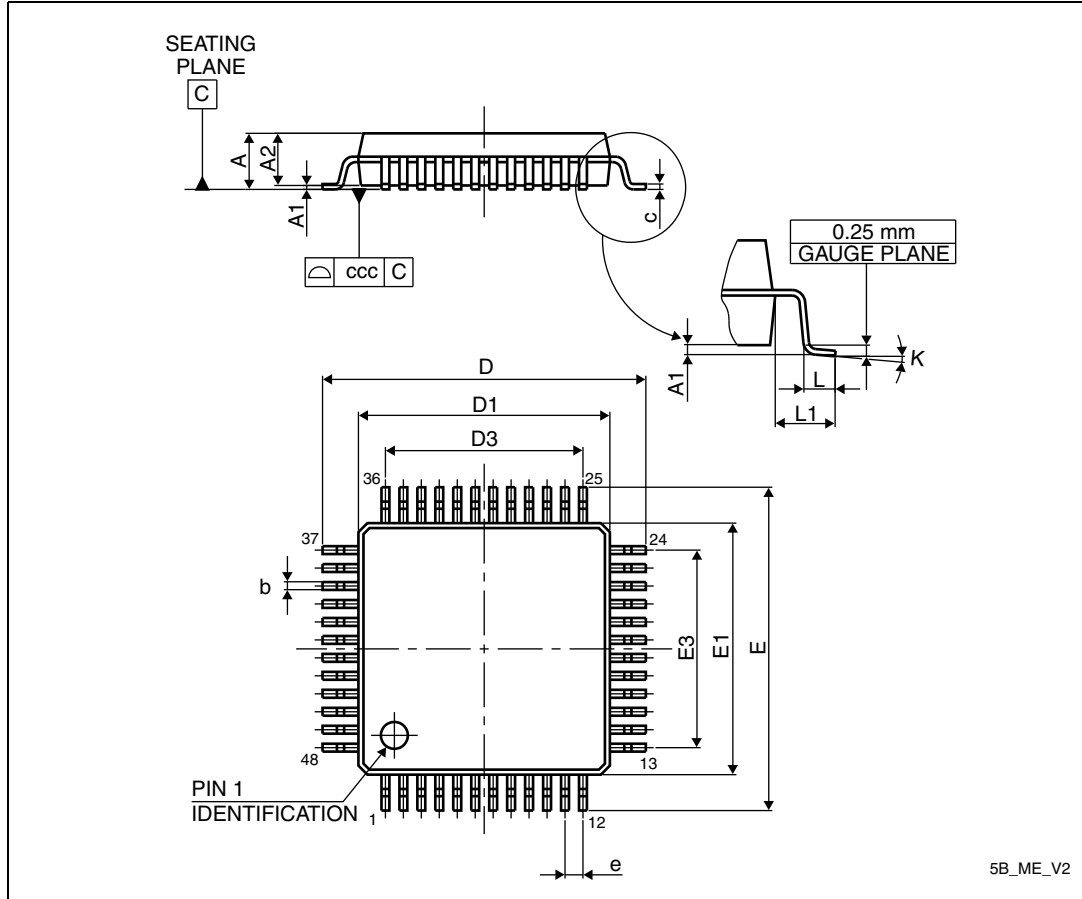 SEATING
PLANE
C
A
A2
A1
c
ccc C
0.25 mm
GAUGE PLANE
A1
K
L
L1
D
D1
D3
36
25
37
24
b
E3
E1
E
48
13
PIN 1
IDENTIFICATION
1
12
e
5B_ME_V2